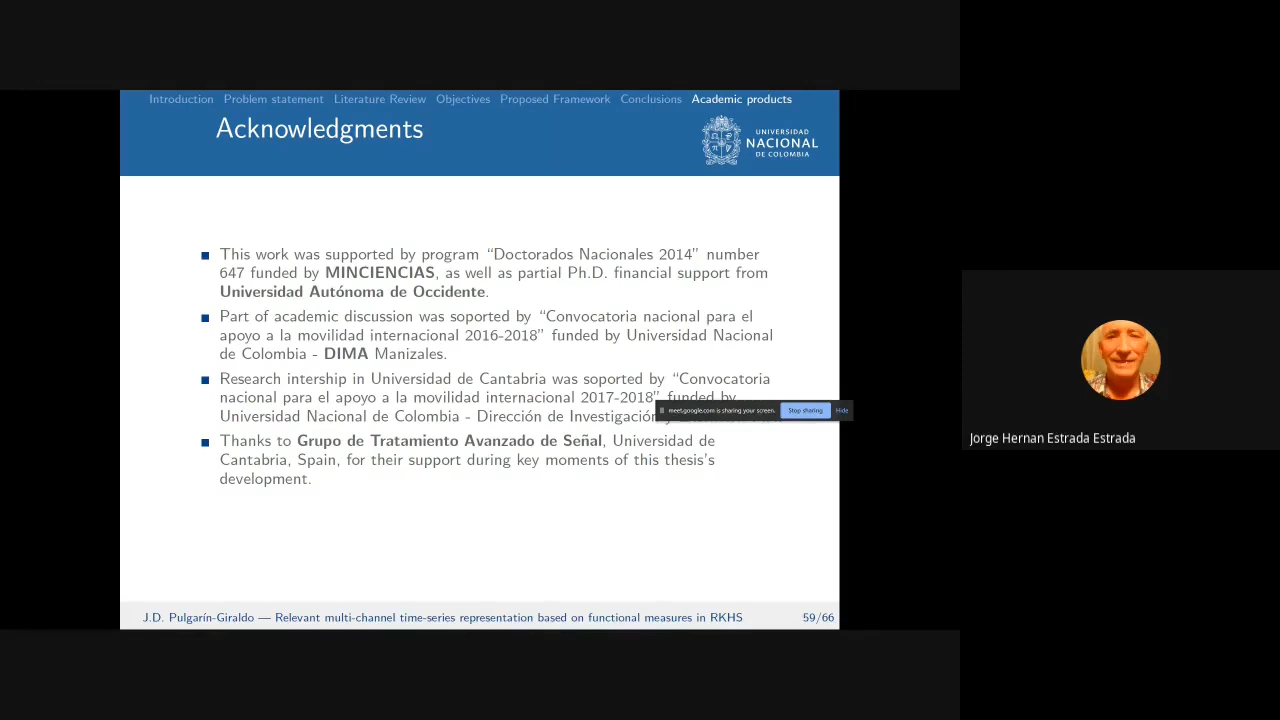 Introduction Problem statement Literature Review Objectives Proposed Framework Conclusions Academic products
Acknowledgments
UNIVERSIDAD
NACIONAL
DE COLOMBIA
This work was supported by program “Doctorados Nacionales 2014” number
647 funded by MINCIENCIAS, as well as partial Ph.D. financial support from
Universidad Autónoma de Occidente.
Part of academic discussion was soported by “Convocatoria nacional para el
apoyo a la movilidad internacional 2016-2018” funded by Universidad Nacional
de Colombia - DIMA Manizales.
Research intership in Universidad de Cantabria was soported by “Convocatoria
nacional para el apoyo a la movilidad internacional 2017-2018” funded by
Universidad Nacional de Colombia - Dirección de Investigación
meet.google.com is sharing your screen. Stop sharing Hide
Thanks to Grupo de Tratamiento Avanzado de Señal, Universidad de
Cantabria, Spain, for their support during key moments of this thesis’s
development.
J.D. Pulgarín-Giraldo — Relevant multi-channel time-series representation based on functional measures in RKHS 59/66
Jorge Hernan Estrada Estrada